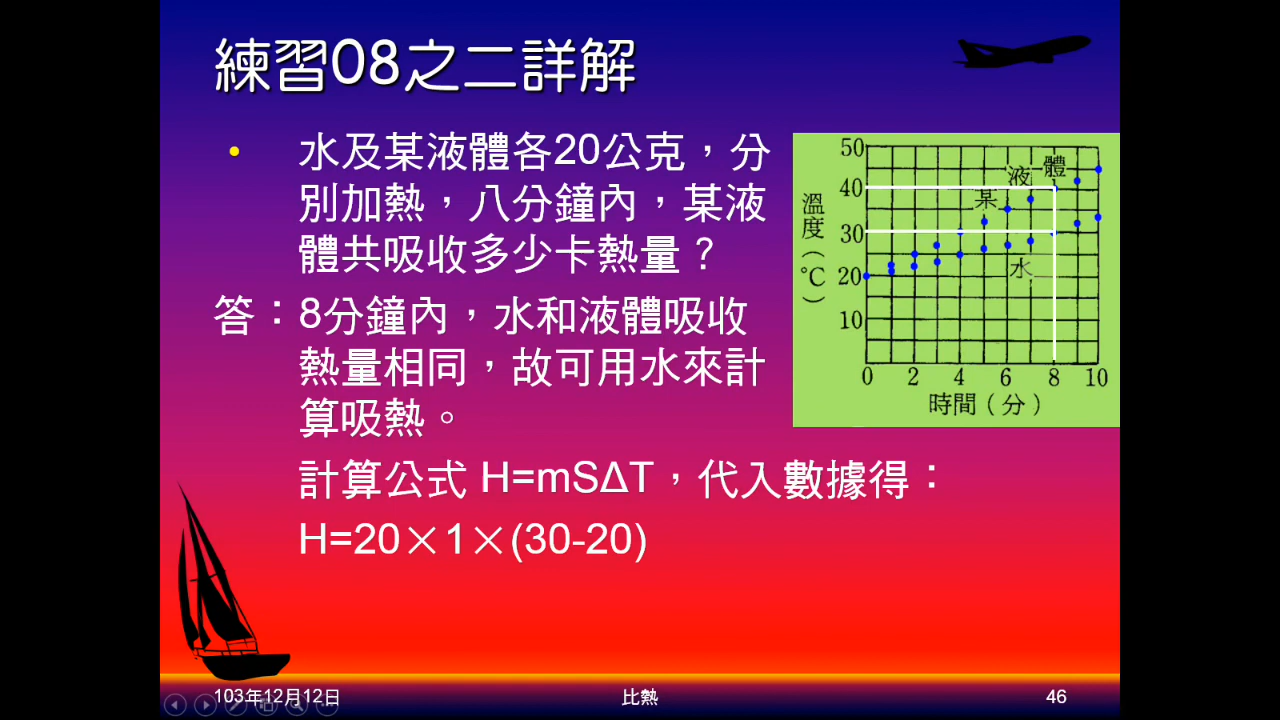 練習08之二詳解
• 水及某液體各20公克，分
別加熱，八分鐘內，某液
體共吸收多少卡熱量？
答：8分鐘內，水和液體吸收
熱量相同，故可用水來計
算吸熱。
計算公式 H=mSΔT，代入數據得：
H=20×1×(30-20)
溫度（℃）
50
40
30
20
10
某液體
水
0 2 4 6 8 10
時間（分）
103年12月12日
比熱
46